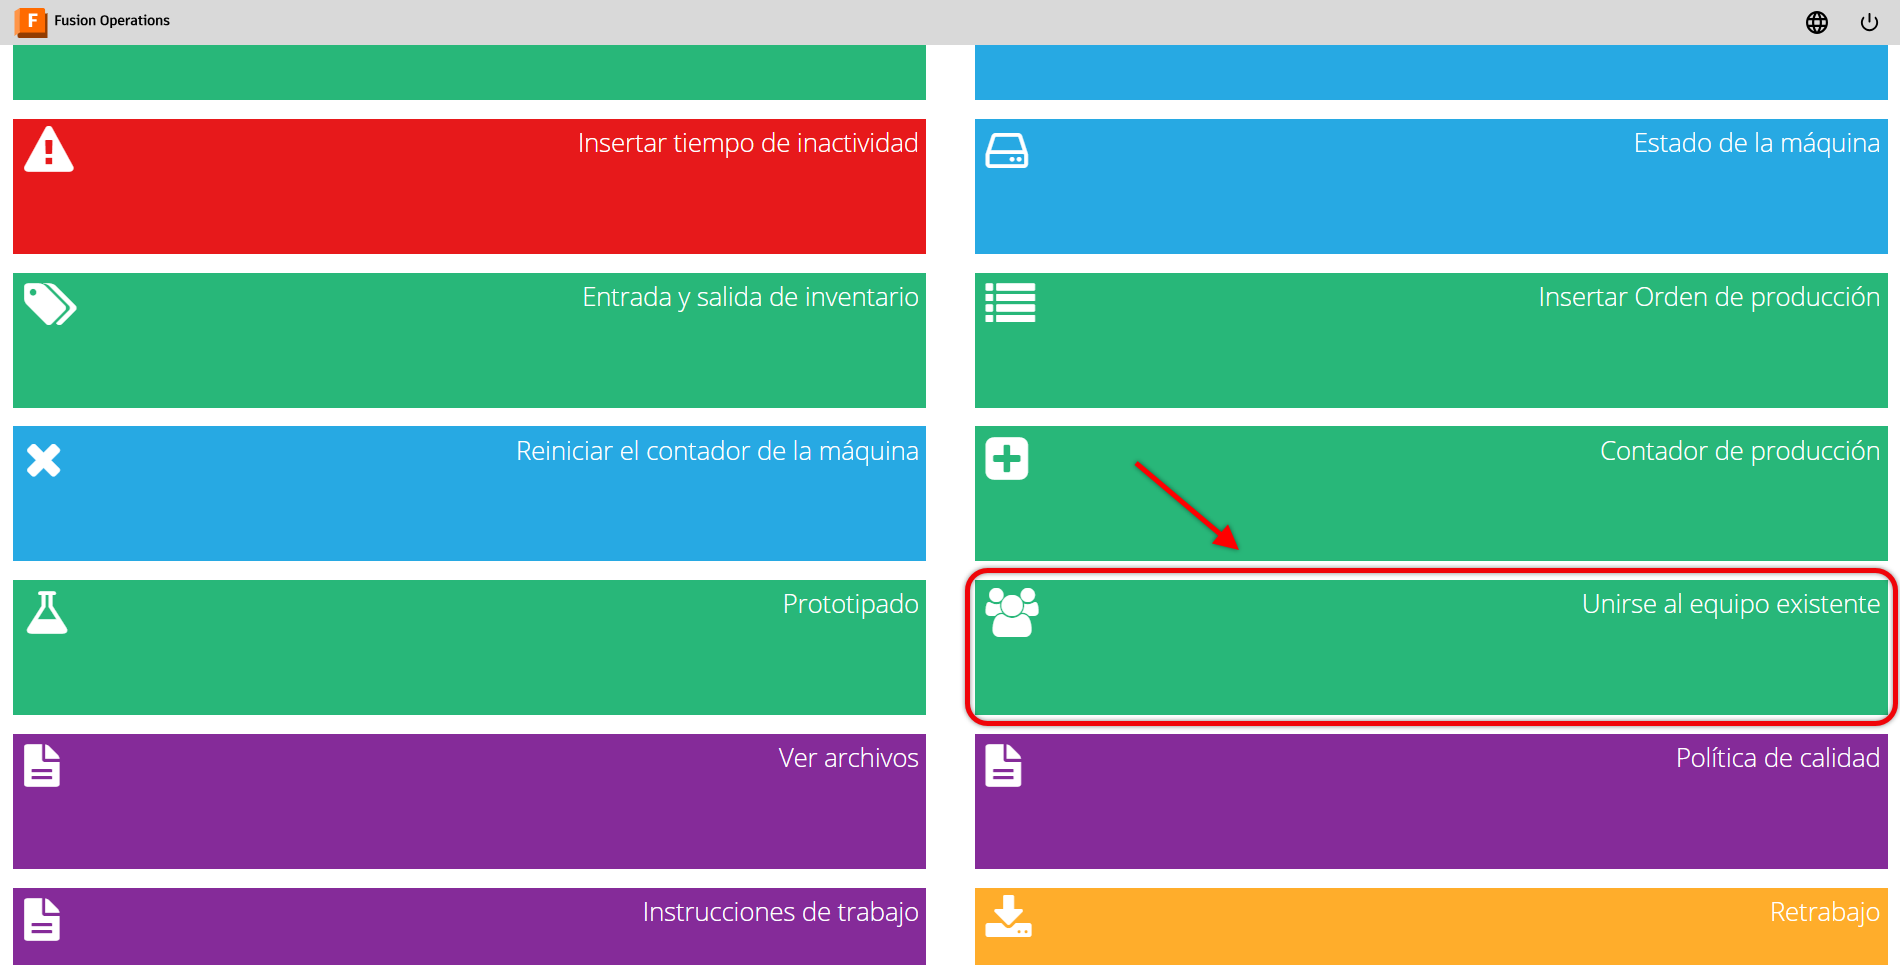 F Fusion Operations
Insertar tiempo de inactividad
Estado de la máquina
Entrada y salida de inventario
Insertar Orden de producción
Reiniciar el contador de la máquina
Contador de producción
Prototipado
Unirse al equipo existente
Ver archivos
Política de calidad
Instrucciones de trabajo
Retrabajo